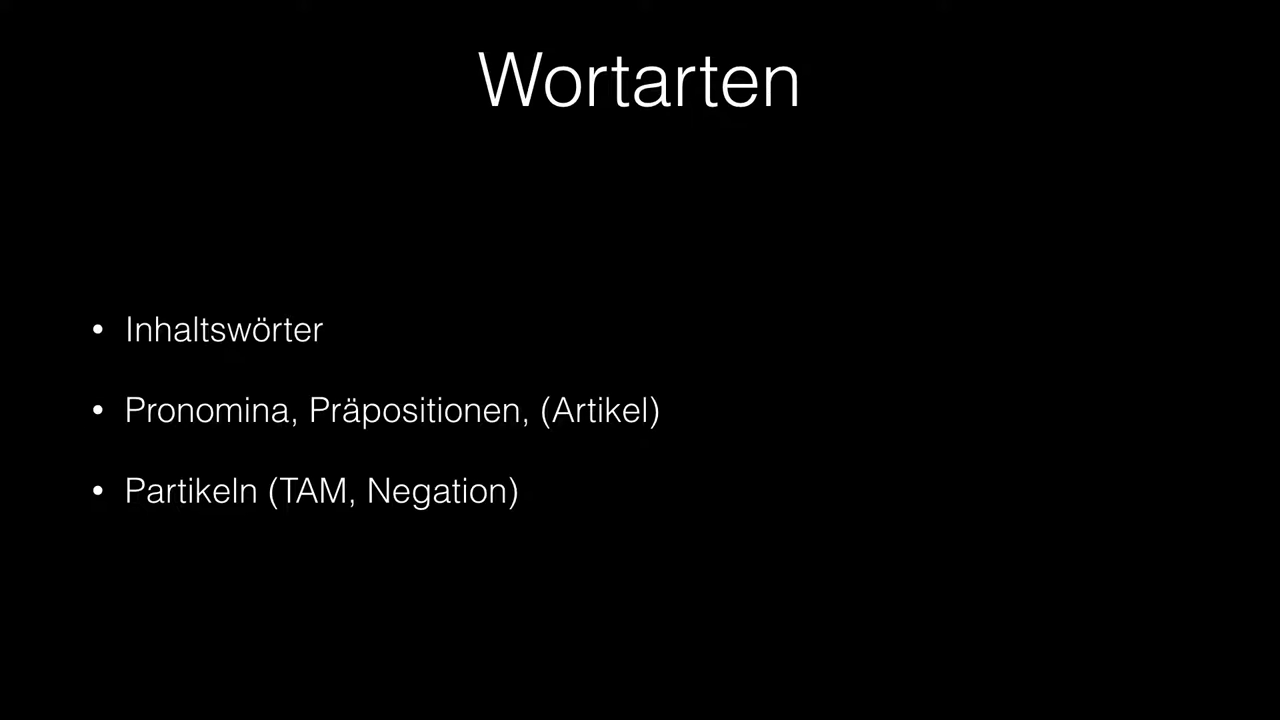 Wortarten
• Inhaltswörter
• Pronomina, Präpositionen, (Artikel)
• Partikeln (TAM, Negation)